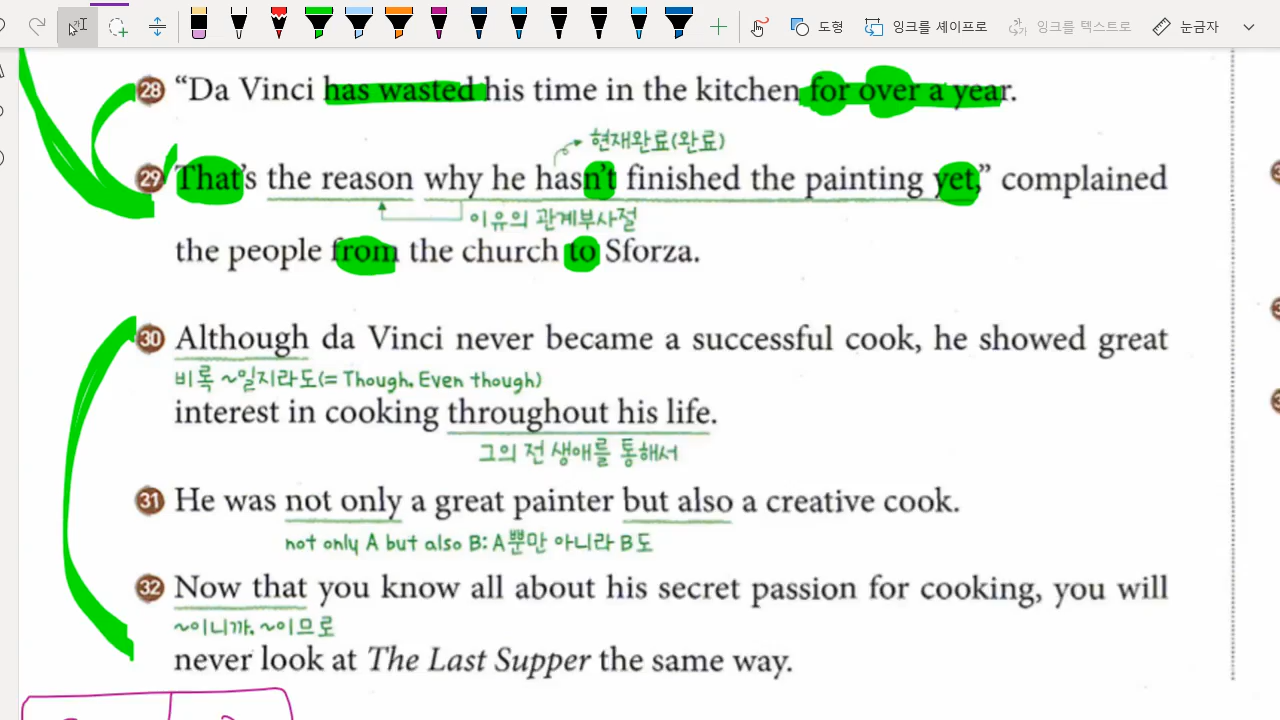 도형 잉크를 셰이프로 잉크를 텍스트로 눈금자
28 “Da Vinci has wasted his time in the kitchen for over a year.
현재완료(완료)
29 That's the reason why he hasn't finished the painting yet,” complained
이유의 관계부사절
the people from the church to Sforza.
30 Although da Vinci never became a successful cook, he showed great
비록 ~일지라도(= Though, Even though)
interest in cooking throughout his life.
그의 전 생애를 통해서
31 He was not only a great painter but also a creative cook.
not only A but also B: A뿐만 아니라 B도
32 Now that you know all about his secret passion for cooking, you will
~이니까, ~이므로
never look at The Last Supper the same way.